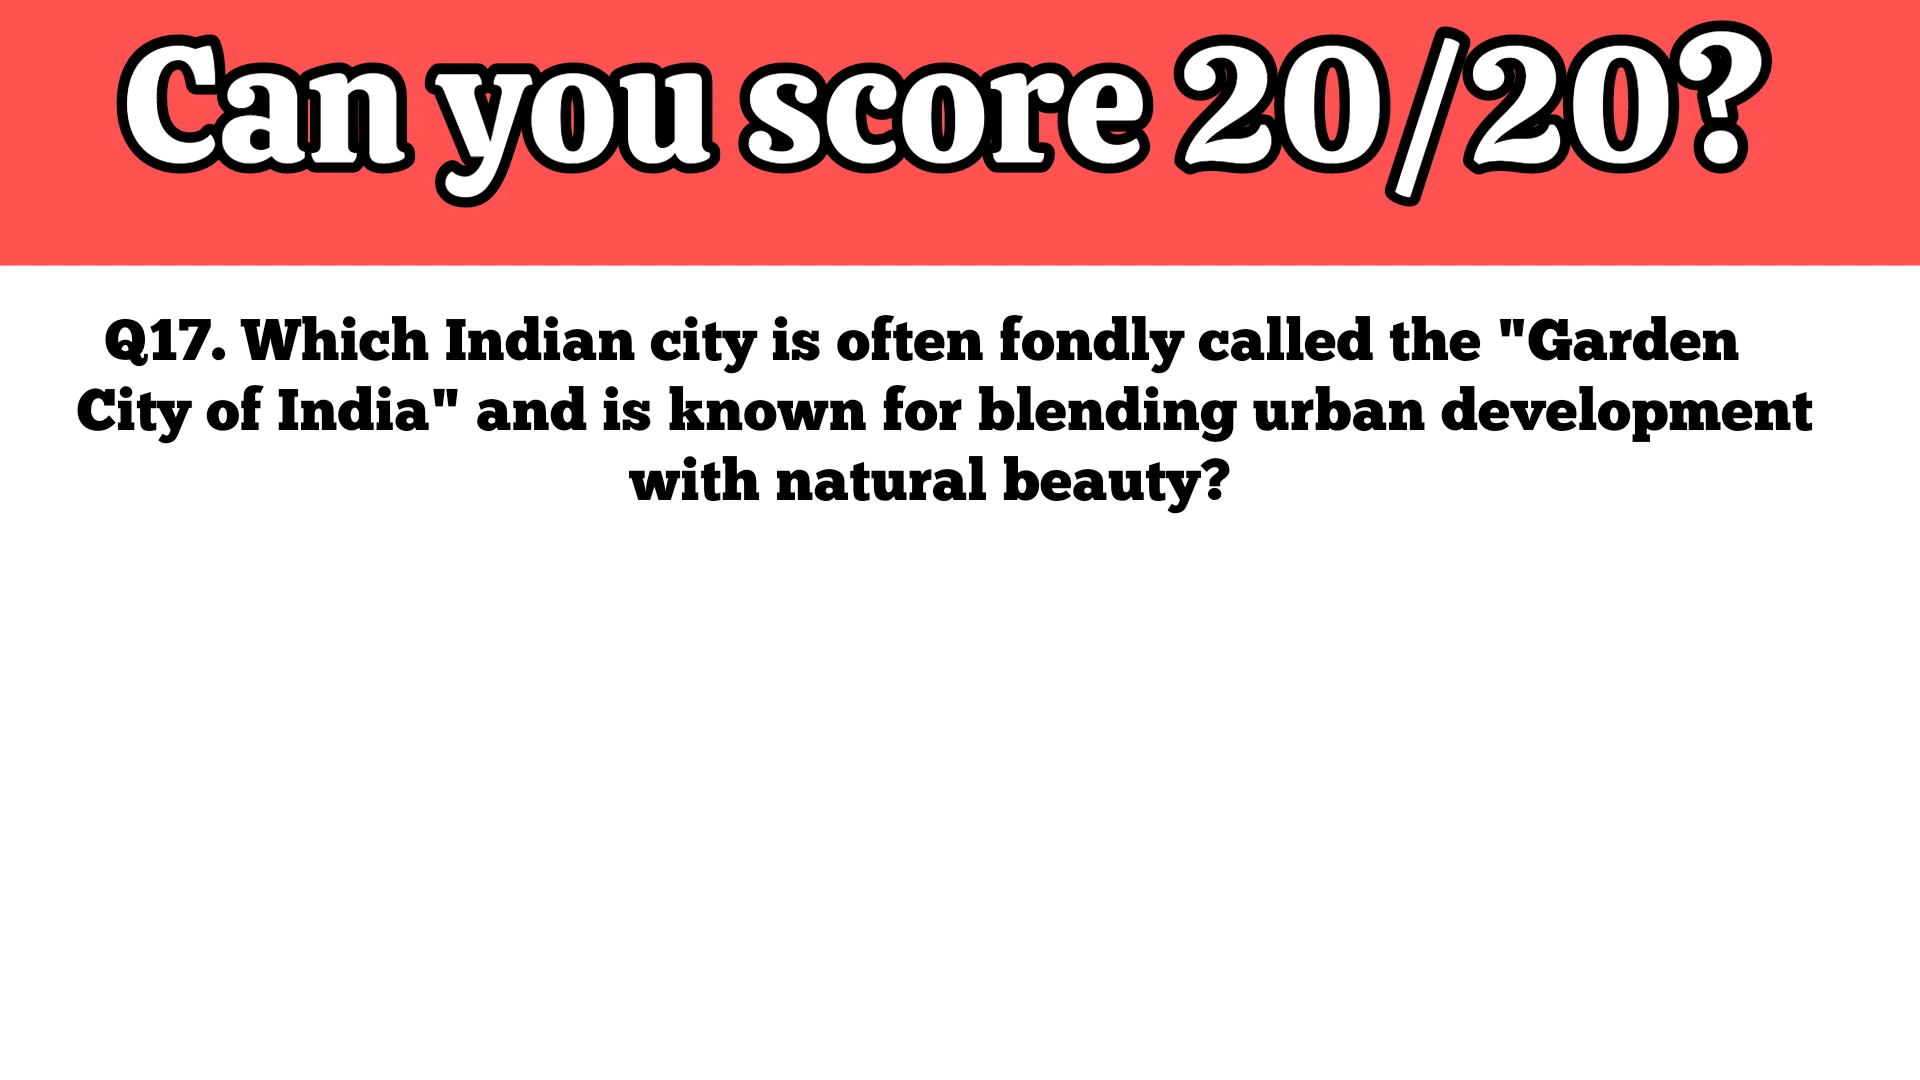 Can you score 20/20?
Q17. Which Indian city is often fondly called the "Garden
City of India" and is known for blending urban development
with natural beauty?